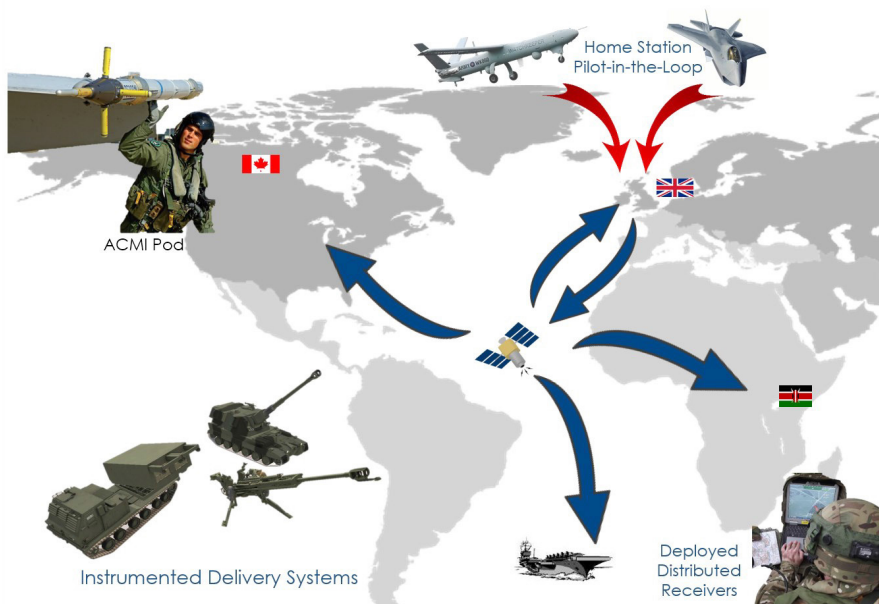 Home Station
Pilot-in-the-Loop
ACMI Pod
Instrumented Delivery Systems
Deployed
Distributed
Receivers